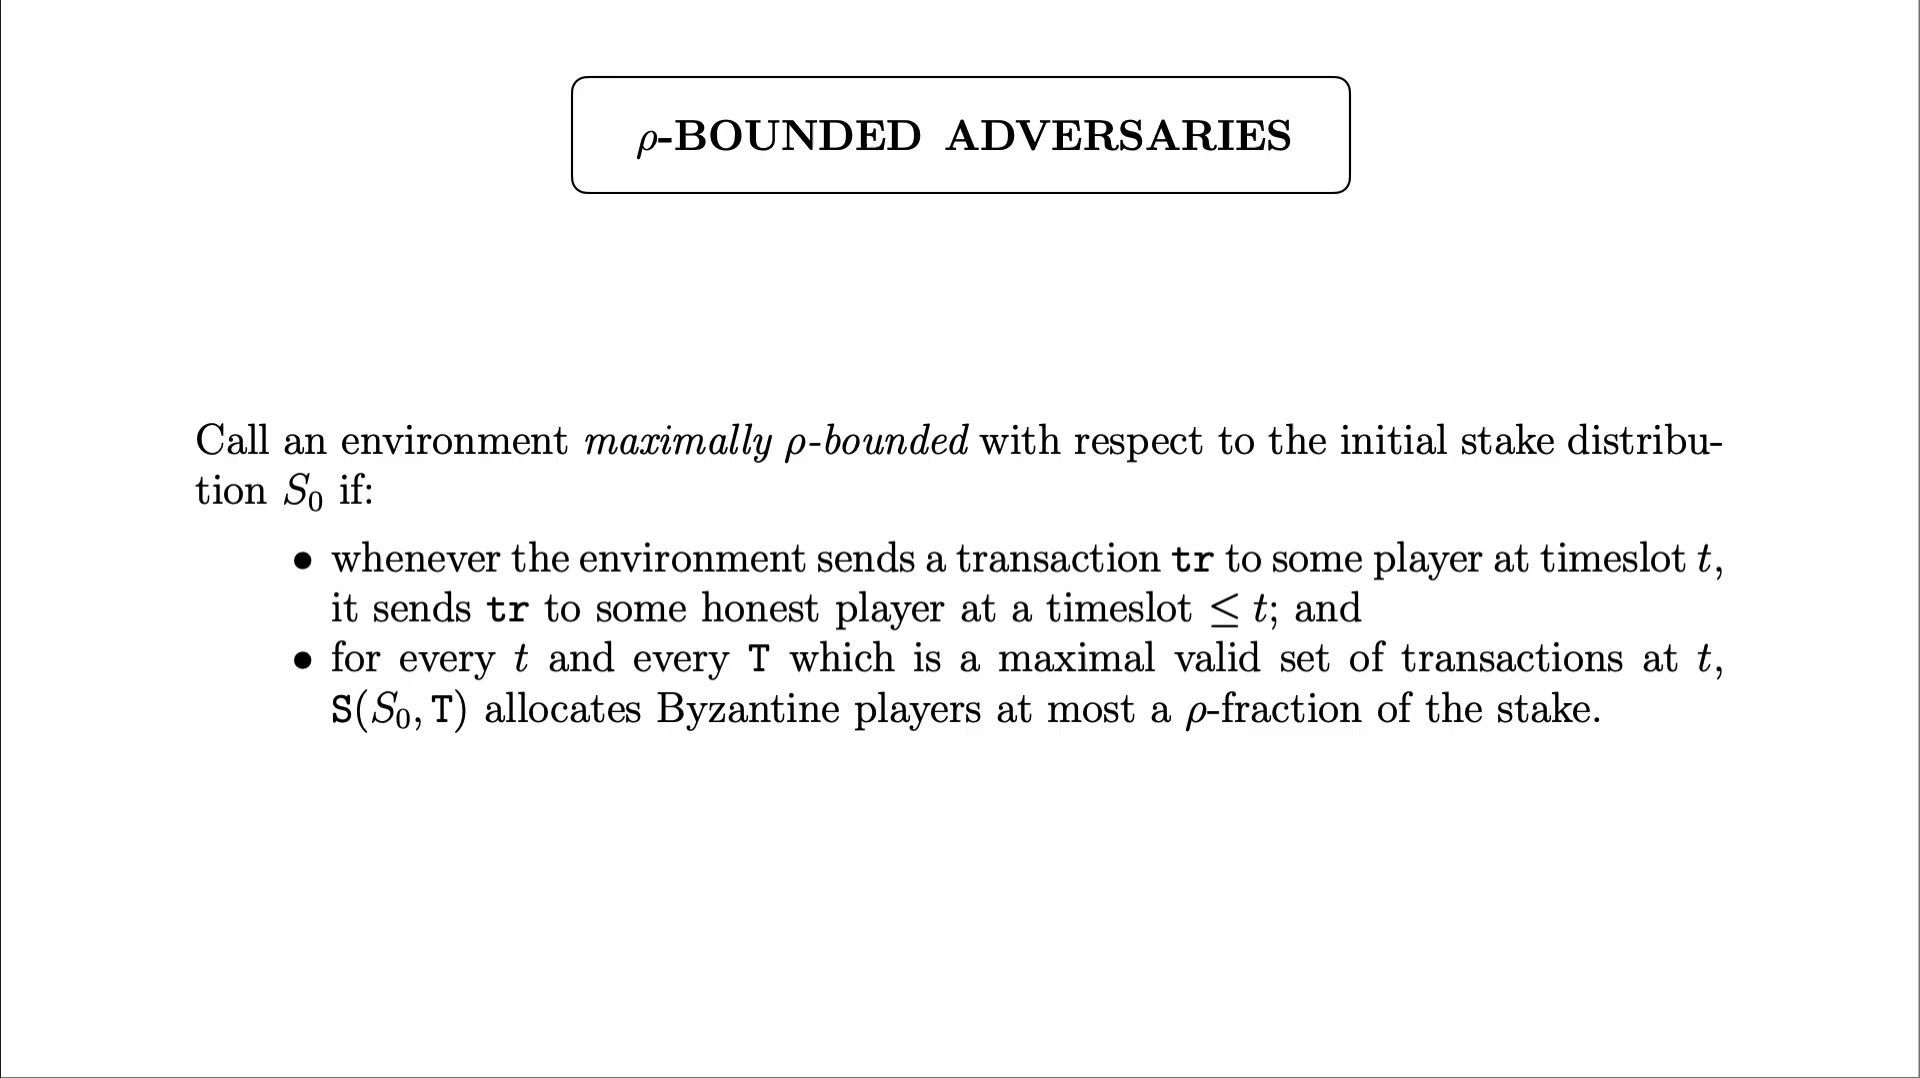 ρ-BOUNDED ADVERSARIES
Call an environment maximally ρ-bounded with respect to the initial stake distribu-
tion S₀ if:
• whenever the environment sends a transaction tr to some player at timeslot t,
it sends tr to some honest player at a timeslot ≤ t; and
• for every t and every T which is a maximal valid set of transactions at t,
S(S₀, T) allocates Byzantine players at most a ρ-fraction of the stake.